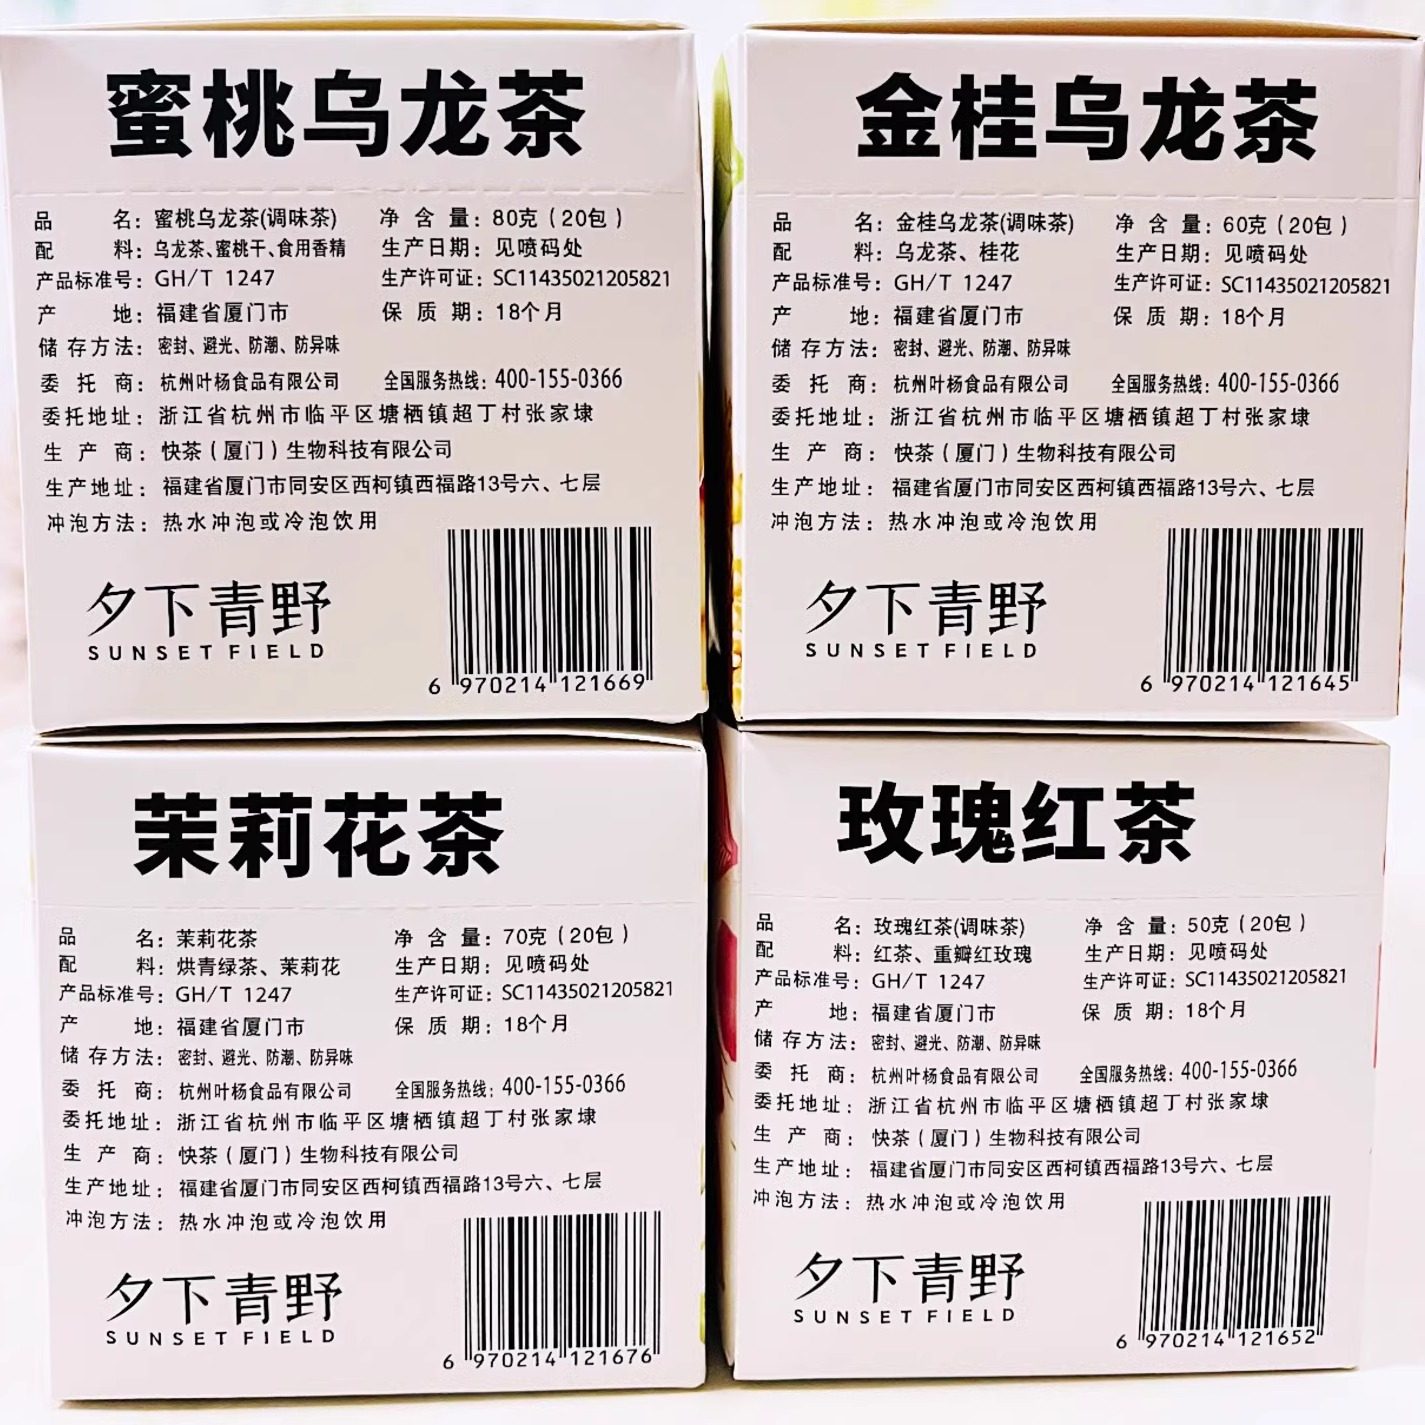 蜜桃乌龙茶
品 名：蜜桃乌龙茶(调味茶) 净 含 量：80克（20包）
配 料：乌龙茶、蜜桃干、食用香精 生产日期：见喷码处
产品标准号：GH/T 1247 生产许可证：SC11435021205821
产 地：福建省厦门市 保 质 期：18个月
储存方法：密封、避光、防潮、防异味
委 托 商：杭州叶杨食品有限公司 全国服务热线：400-155-0366
委托地址：浙江省杭州市临平区塘栖镇超丁村张家埭
生 产 商：快茶（厦门）生物科技有限公司
生产地址：福建省厦门市同安区西柯镇西福路13号六、七层
冲泡方法：热水冲泡或冷泡饮用
夕下青野
SUNSET FIELD
6 970214 121669
金桂乌龙茶
品 名：金桂乌龙茶(调味茶) 净 含 量：60克（20包）
配 料：乌龙茶、桂花 生产日期：见喷码处
产品标准号：GH/T 1247 生产许可证：SC11435021205821
产 地：福建省厦门市 保 质 期：18个月
储存方法：密封、避光、防潮、防异味
委 托 商：杭州叶杨食品有限公司 全国服务热线：400-155-0366
委托地址：浙江省杭州市临平区塘栖镇超丁村张家埭
生 产 商：快茶（厦门）生物科技有限公司
生产地址：福建省厦门市同安区西柯镇西福路13号六、七层
冲泡方法：热水冲泡或冷泡饮用
夕下青野
SUNSET FIELD
6 970214 121645
茉莉花茶
品 名：茉莉花茶 净 含 量：70克（20包）
配 料：烘青绿茶、茉莉花 生产日期：见喷码处
产品标准号：GH/T 1247 生产许可证：SC11435021205821
产 地：福建省厦门市 保 质 期：18个月
储存方法：密封、避光、防潮、防异味
委 托 商：杭州叶杨食品有限公司 全国服务热线：400-155-0366
委托地址：浙江省杭州市临平区塘栖镇超丁村张家埭
生 产 商：快茶（厦门）生物科技有限公司
生产地址：福建省厦门市同安区西柯镇西福路13号六、七层
冲泡方法：热水冲泡或冷泡饮用
夕下青野
SUNSET FIELD
6 970214 121676
玫瑰红茶
品 名：玫瑰红茶(调味茶) 净 含 量：50克（20包）
配 料：红茶、重瓣红玫瑰 生产日期：见喷码处
产品标准号：GH/T 1247 生产许可证：SC11435021205821
产 地：福建省厦门市 保 质 期：18个月
储存方法：密封、避光、防潮、防异味
委 托 商：杭州叶杨食品有限公司 全国服务热线：400-155-0366
委托地址：浙江省杭州市临平区塘栖镇超丁村张家埭
生 产 商：快茶（厦门）生物科技有限公司
生产地址：福建省厦门市同安区西柯镇西福路13号六、七层
冲泡方法：热水冲泡或冷泡饮用
夕下青野
SUNSET FIELD
6 970214 121652